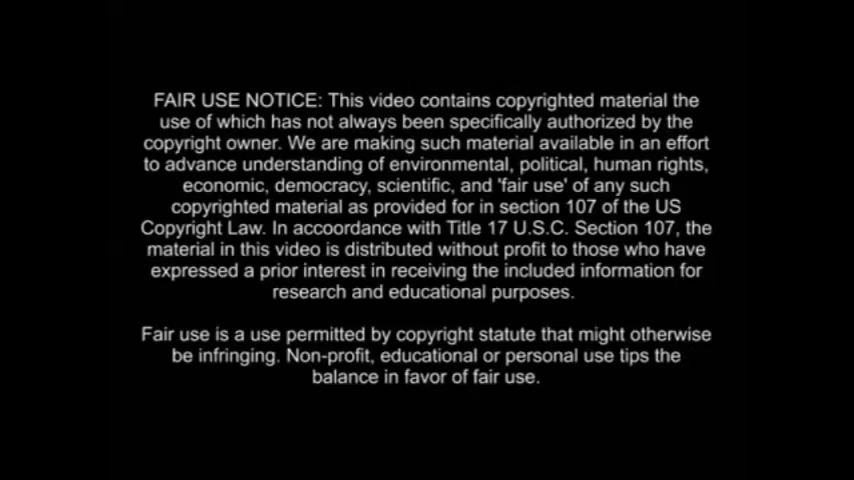 FAIR USE NOTICE: This video contains copyrighted material the
use of which has not always been specifically authorized by the
copyright owner. We are making such material available in an effort
to advance understanding of environmental, political, human rights,
economic, democracy, scientific, and 'fair use' of any such
copyrighted material as provided for in section 107 of the US
Copyright Law. In accoordance with Title 17 U.S.C. Section 107, the
material in this video is distributed without profit to those who have
expressed a prior interest in receiving the included information for
research and educational purposes.
Fair use is a use permitted by copyright statute that might otherwise
be infringing. Non-profit, educational or personal use tips the
balance in favor of fair use.